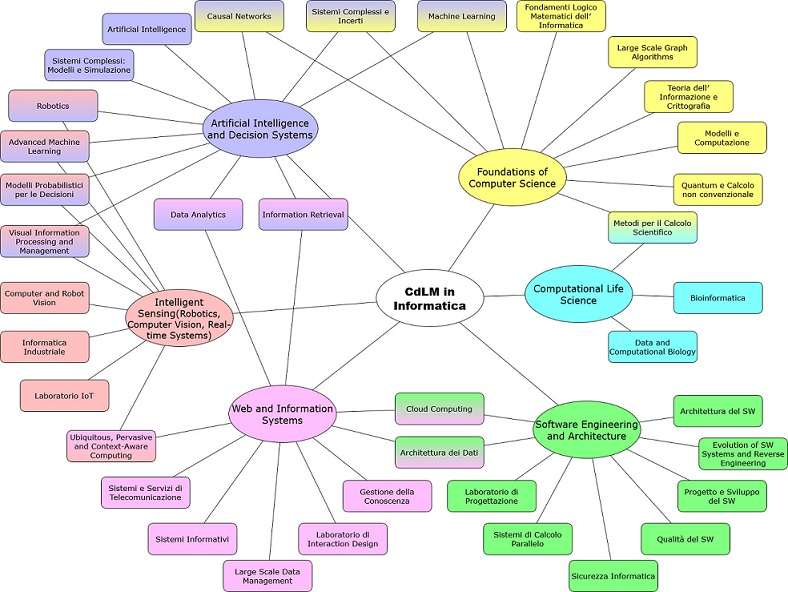 Causal Networks
Sistemi Complessi e
Incerti
Machine Learning
Fondamenti Logico
Matematici dell'
Informatica
Artificial Intelligence
Large Scale Graph
Algorithms
Sistemi Complessi:
Modelli e Simulazione
Teoria dell'
Informazione e
Crittografia
Robotics
Artificial Intelligence
and Decision Systems
Modelli e
Computazione
Advanced Machine
Learning
Foundations of
Computer Science
Modelli Probabilistici
per le Decisioni
Quantum e Calcolo
non convenzionale
Data Analytics
Information Retrieval
Metodi per il Calcolo
Scientifico
Visual Information
Processing and
Management
CdLM in
Informatica
Computational Life
Science
Bioinformatica
Computer and Robot
Vision
Intelligent
Sensing(Robotics,
Computer Vision, Real-
time Systems)
Informatica
Industriale
Data and
Computational Biology
Laboratorio IoT
Web and Information
Systems
Cloud Computing
Software Engineering
and Architecture
Architettura del SW
Ubiquitous, Pervasive
and Context-Aware
Computing
Architettura dei Dati
Evolution of SW
Systems and Reverse
Engineering
Sistemi e Servizi di
Telecomunicazione
Gestione della
Conoscenza
Laboratorio di
Progettazione
Progetto e Sviluppo
del SW
Sistemi Informativi
Laboratorio di
Interaction Design
Sistemi di Calcolo
Parallelo
Qualità del SW
Large Scale Data
Management
Sicurezza Informatica